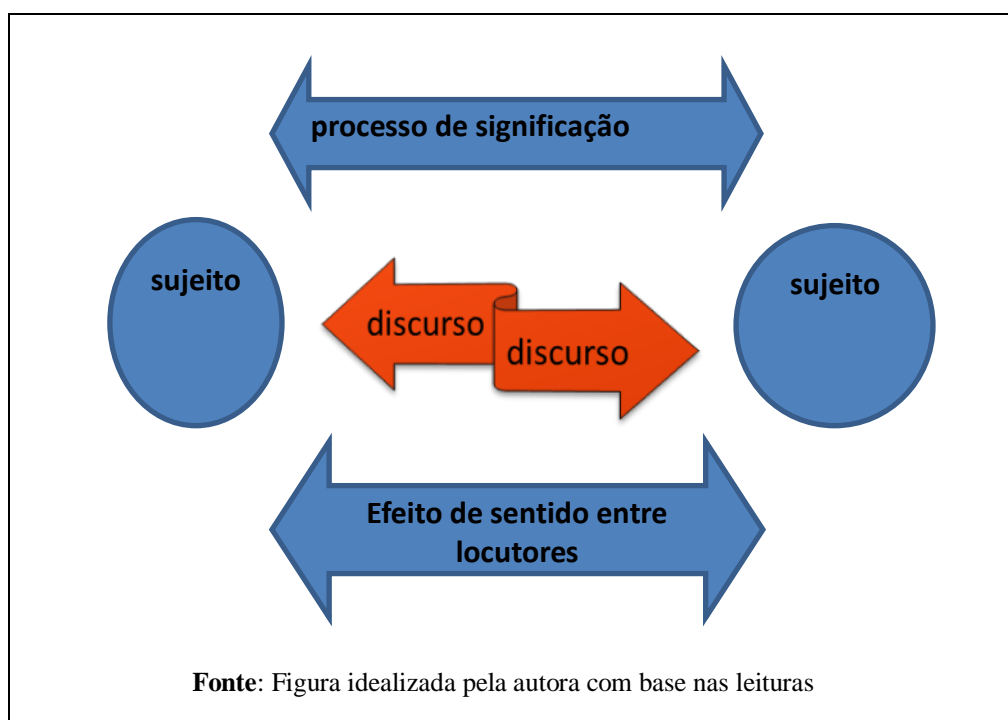 processo de significação
sujeito
sujeito
discurso
discurso
Efeito de sentido entre
locutores
Fonte: Figura idealizada pela autora com base nas leituras